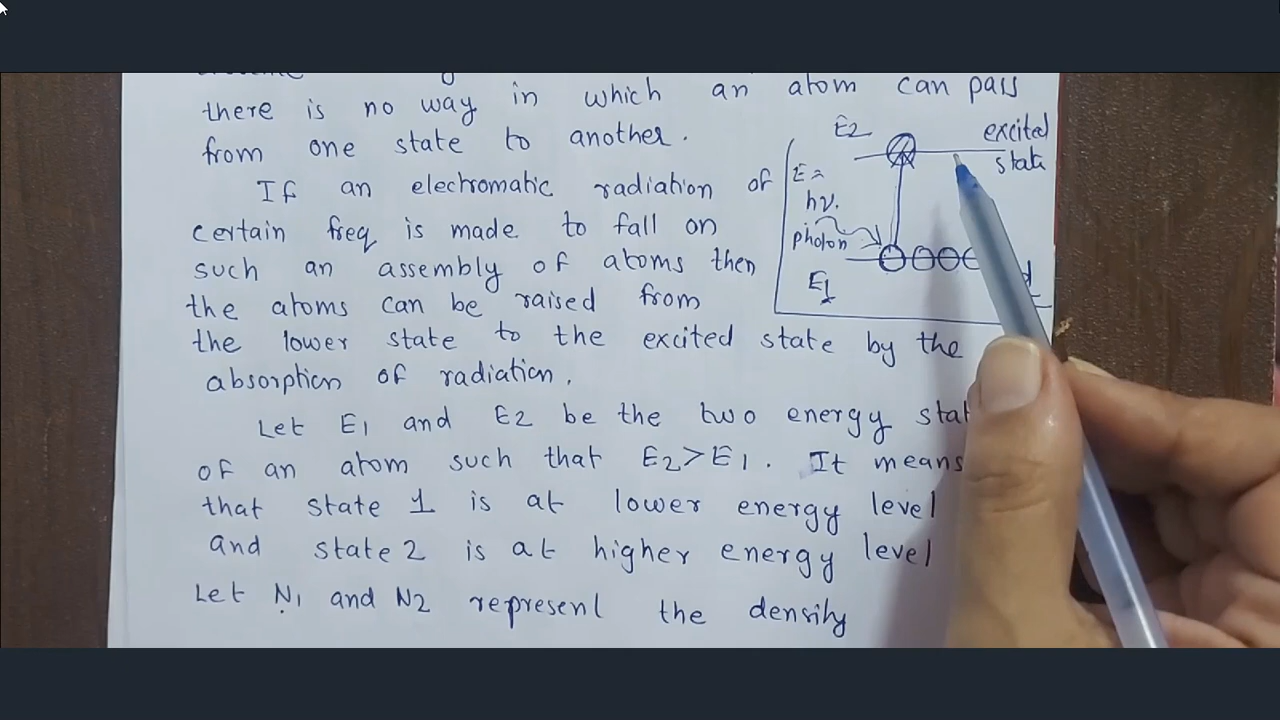 there is no way in which an atom can pass
from one state to another.
If an electromatic radiation of
certain freq is made to fall on
such an assembly of atoms then
the atoms can be raised from
the lower state to the excited state by the
absorption of radiation.
Let E1 and E2 be the two energy stat
of an atom such that E2>E1. It means
that state 1 is at lower energy level
and state 2 is at higher energy level
Let N1 and N2 represent the density
E2
excited
state
E=
hν.
photon
E1